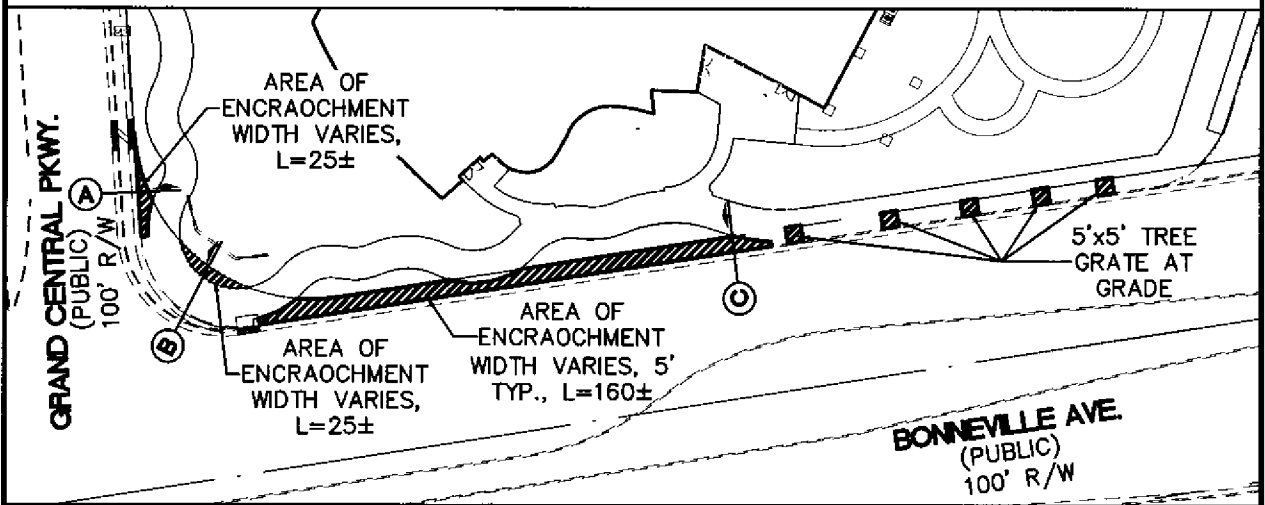 AREA OF
ENCRAOCHMENT
WIDTH VARIES,
L=25±
GRAND CENTRAL PKWY.
(PUBLIC)
100' R/W
A
B
C
AREA OF
ENCRAOCHMENT
WIDTH VARIES,
L=25±
AREA OF
ENCRAOCHMENT
WIDTH VARIES, 5'
TYP., L=160±
5'x5' TREE
GRATE AT
GRADE
BONNEVILLE AVE.
(PUBLIC)
100' R/W